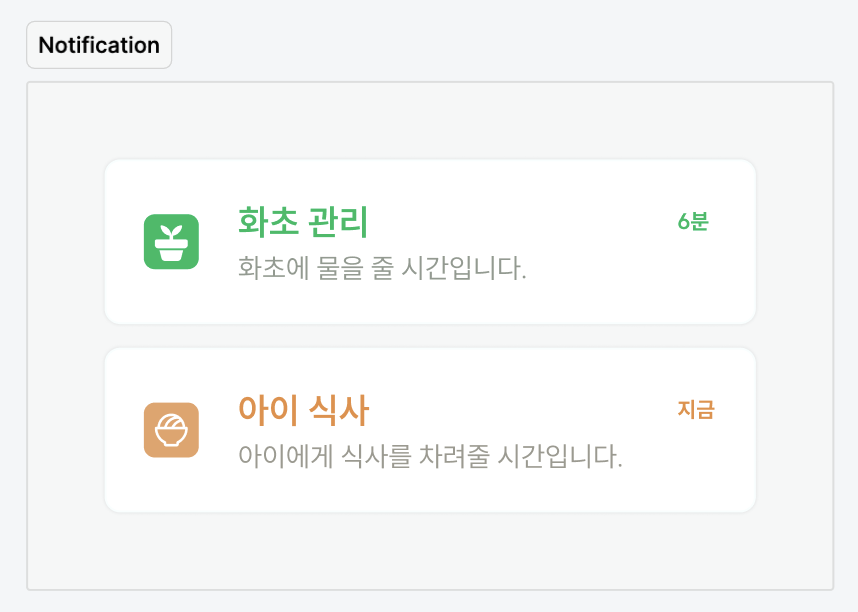 Notification
화초 관리
6분
화초에 물을 줄 시간입니다.
아이 식사
지금
아이에게 식사를 차려줄 시간입니다.